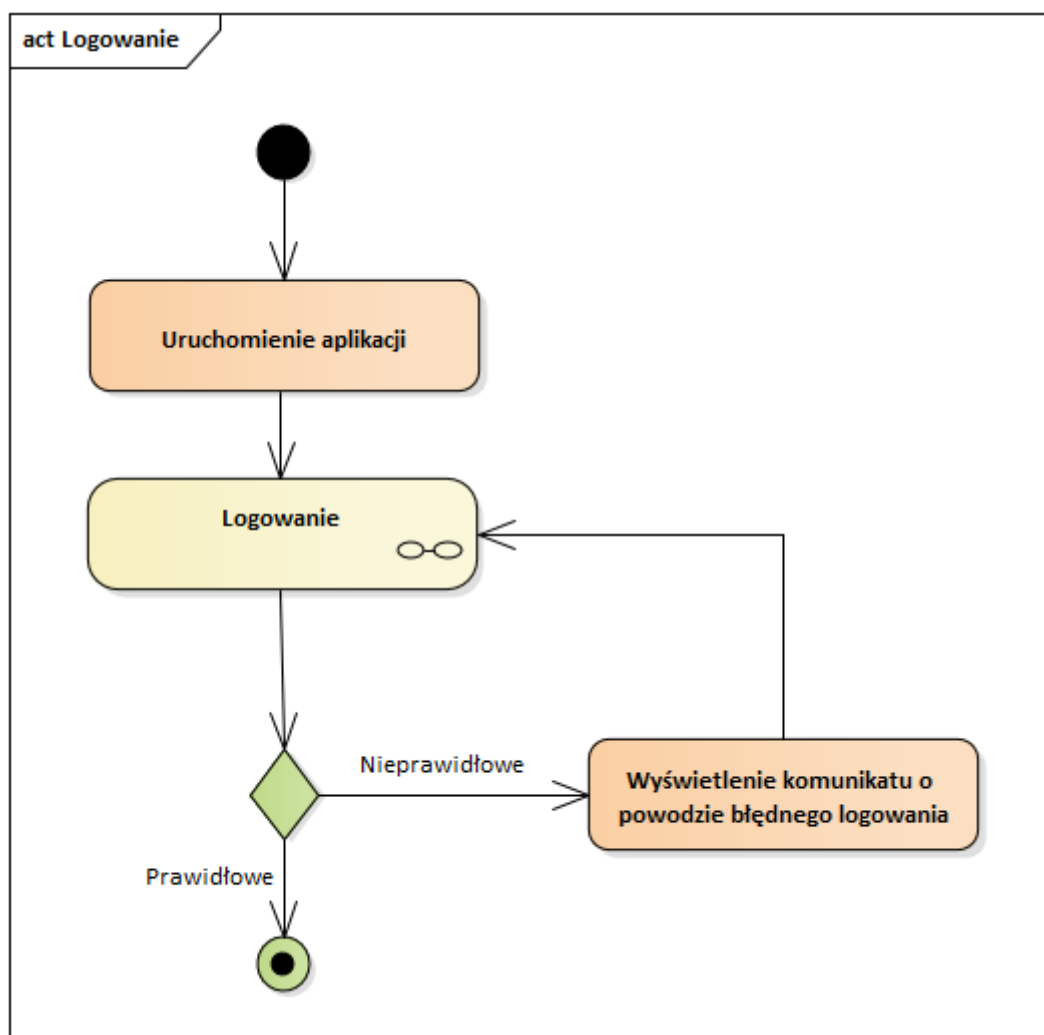 act Logowanie
Uruchomienie aplikacji
Logowanie
Nieprawidłowe
Wyświetlenie komunikatu o
powodzie błędnego logowania
Prawidłowe